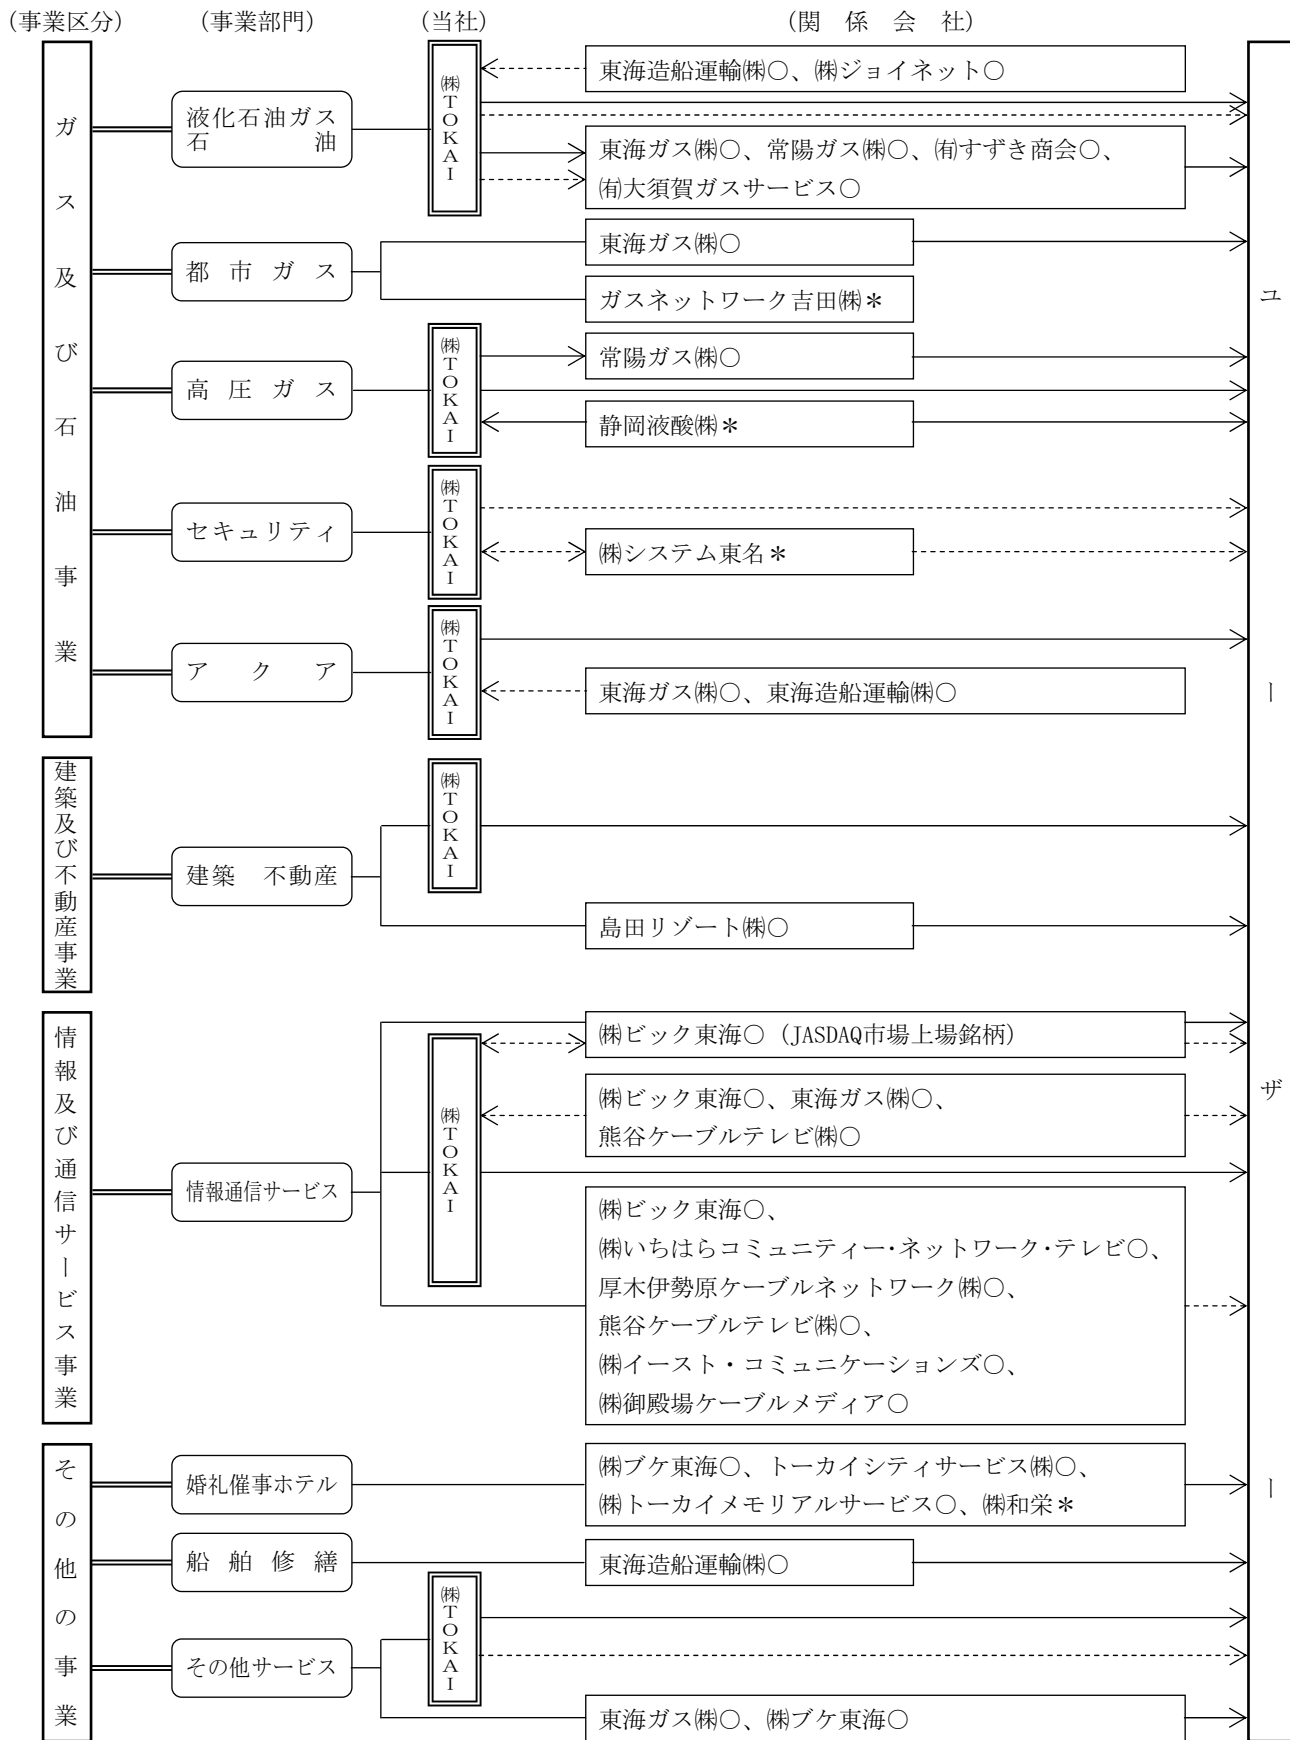 (事業区分) (事業部門) (当社) (関 係 会 社)
ガス及び石油事業
液化石油ガス
石 油
㈱TOKAI
東海造船運輸㈱○、㈱ジョイネット○
東海ガス㈱○、常陽ガス㈱○、㈲すずき商会○、
㈲大須賀ガスサービス○
都 市 ガ ス
東海ガス㈱○
ガスネットワーク吉田㈱＊
高 圧 ガ ス
㈱TOKAI
常陽ガス㈱○
静岡液酸㈱＊
セキュリティ
㈱TOKAI
㈱システム東名＊
ア ク ア
㈱TOKAI
東海ガス㈱○、東海造船運輸㈱○
建築及び不動産事業
建築 不動産
㈱TOKAI
島田リゾート㈱○
情報及び通信サービス事業
情報通信サービス
㈱TOKAI
㈱ビック東海○（JASDAQ市場上場銘柄）
㈱ビック東海○、東海ガス㈱○、
熊谷ケーブルテレビ㈱○
㈱ビック東海○、
㈱いちはらコミュニティー・ネットワーク・テレビ○、
厚木伊勢原ケーブルネットワーク㈱○、
熊谷ケーブルテレビ㈱○、
㈱イースト・コミュニケーションズ○、
㈱御殿場ケーブルメディア○
その他の事業
婚礼催事ホテル
㈱ブケ東海○、トーカイシティサービス㈱○、
㈱トーカイメモリアルサービス○、㈱和栄＊
船 舶 修 繕
東海造船運輸㈱○
その他サービス
㈱TOKAI
東海ガス㈱○、㈱ブケ東海○
ユーザー